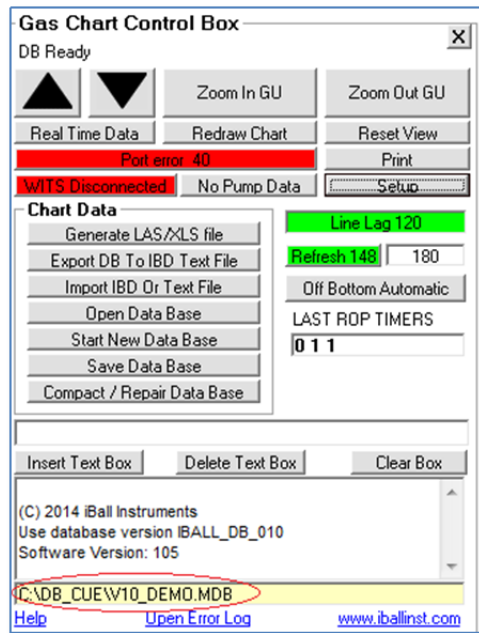 Gas Chart Control Box
X
DB Ready
Zoom In GU
Zoom Out GU
Real Time Data
Redraw Chart
Reset View
Port error 40
Print
WITS Disconnected
No Pump Data
Setup
Chart Data
Generate LAS/XLS file
Export DB To IBD Text File
Import IBD Or Text File
Open Data Base
Start New Data Base
Save Data Base
Compact / Repair Data Base
Line Lag 120
Refresh 148
180
Off Bottom Automatic
LAST ROP TIMERS
0 1 1
Insert Text Box
Delete Text Box
Clear Box
(C) 2014 iBall Instruments
Use database version IBALL_DB_010
Software Version: 105
C:\DB_CUE\V10_DEMO.MDB
Help
Open Error Log
www.iballinst.com